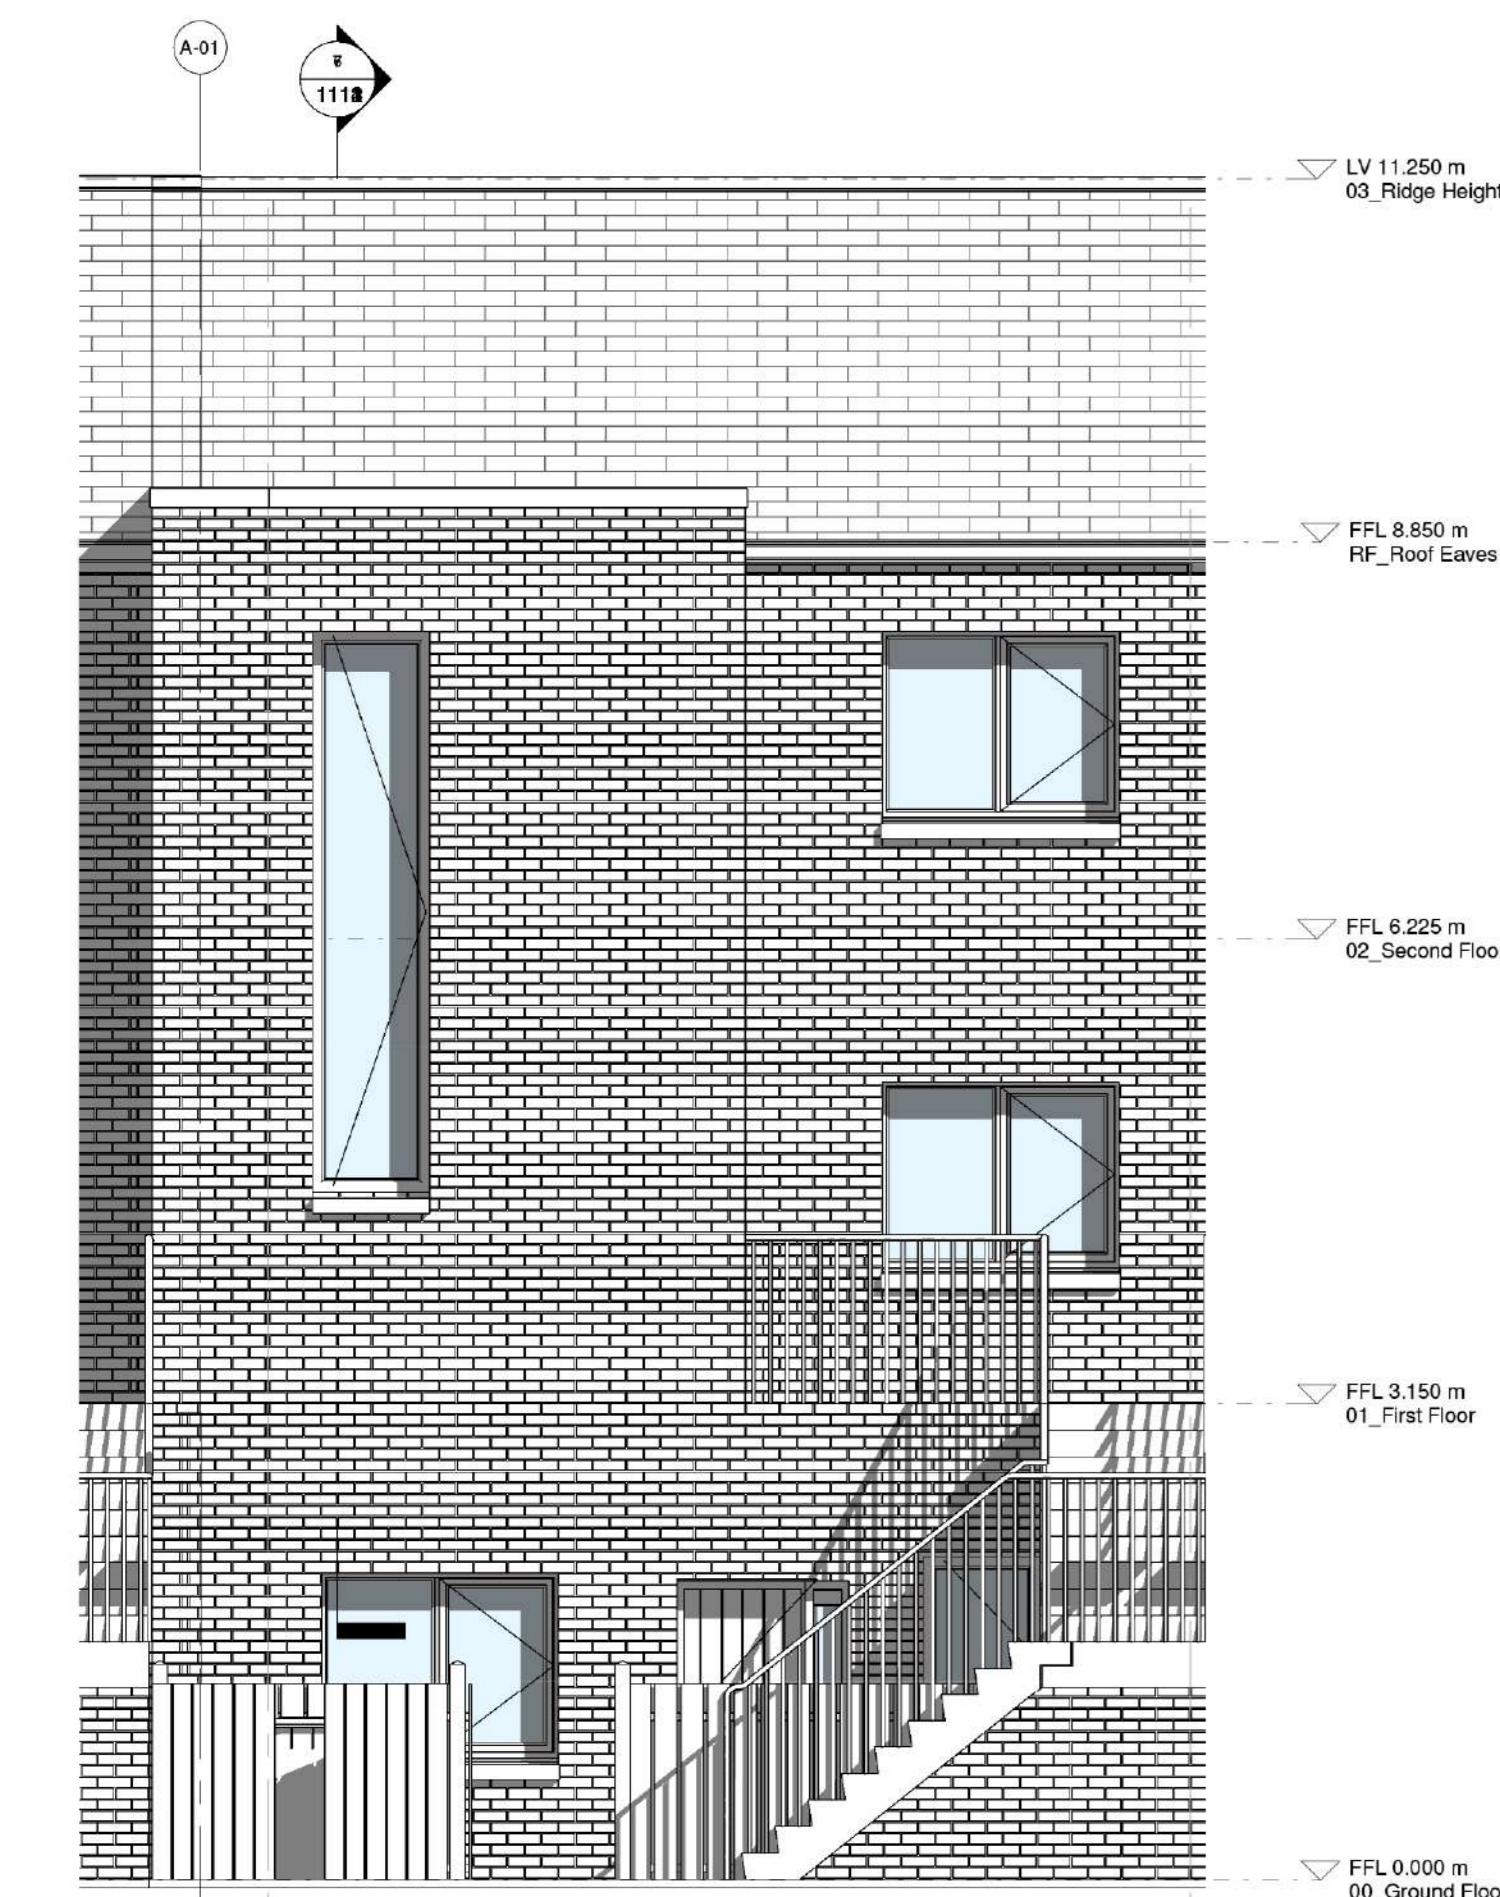 A-01
LV 11.250 m
03_Ridge Height
FFL 8.850 m
RF_Roof Eaves
FFL 6.225 m
02_Second Floo
FFL 3.150 m
01_First Floor
FFL 0.000 m
00_Ground Floo